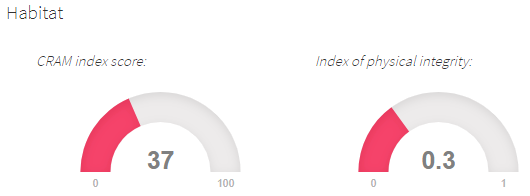 Habitat
CRAM index score:
Index of physical integrity:
37
0
100
0.3
0
1